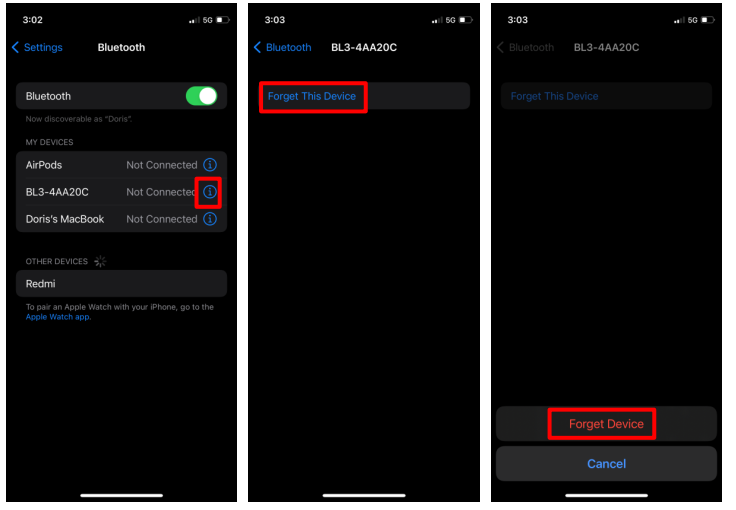 3:02
5G
Settings
Bluetooth
Bluetooth
Now discoverable as "Doris".
MY DEVICES
AirPods Not Connected
BL3-4AA20C Not Connected
Doris's MacBook Not Connected
OTHER DEVICES
Redmi
To pair an Apple Watch with your iPhone, go to the
Apple Watch app.
3:03
5G
Bluetooth
BL3-4AA20C
Forget This Device
3:03
5G
Bluetooth
BL3-4AA20C
Forget This Device
Forget Device
Cancel